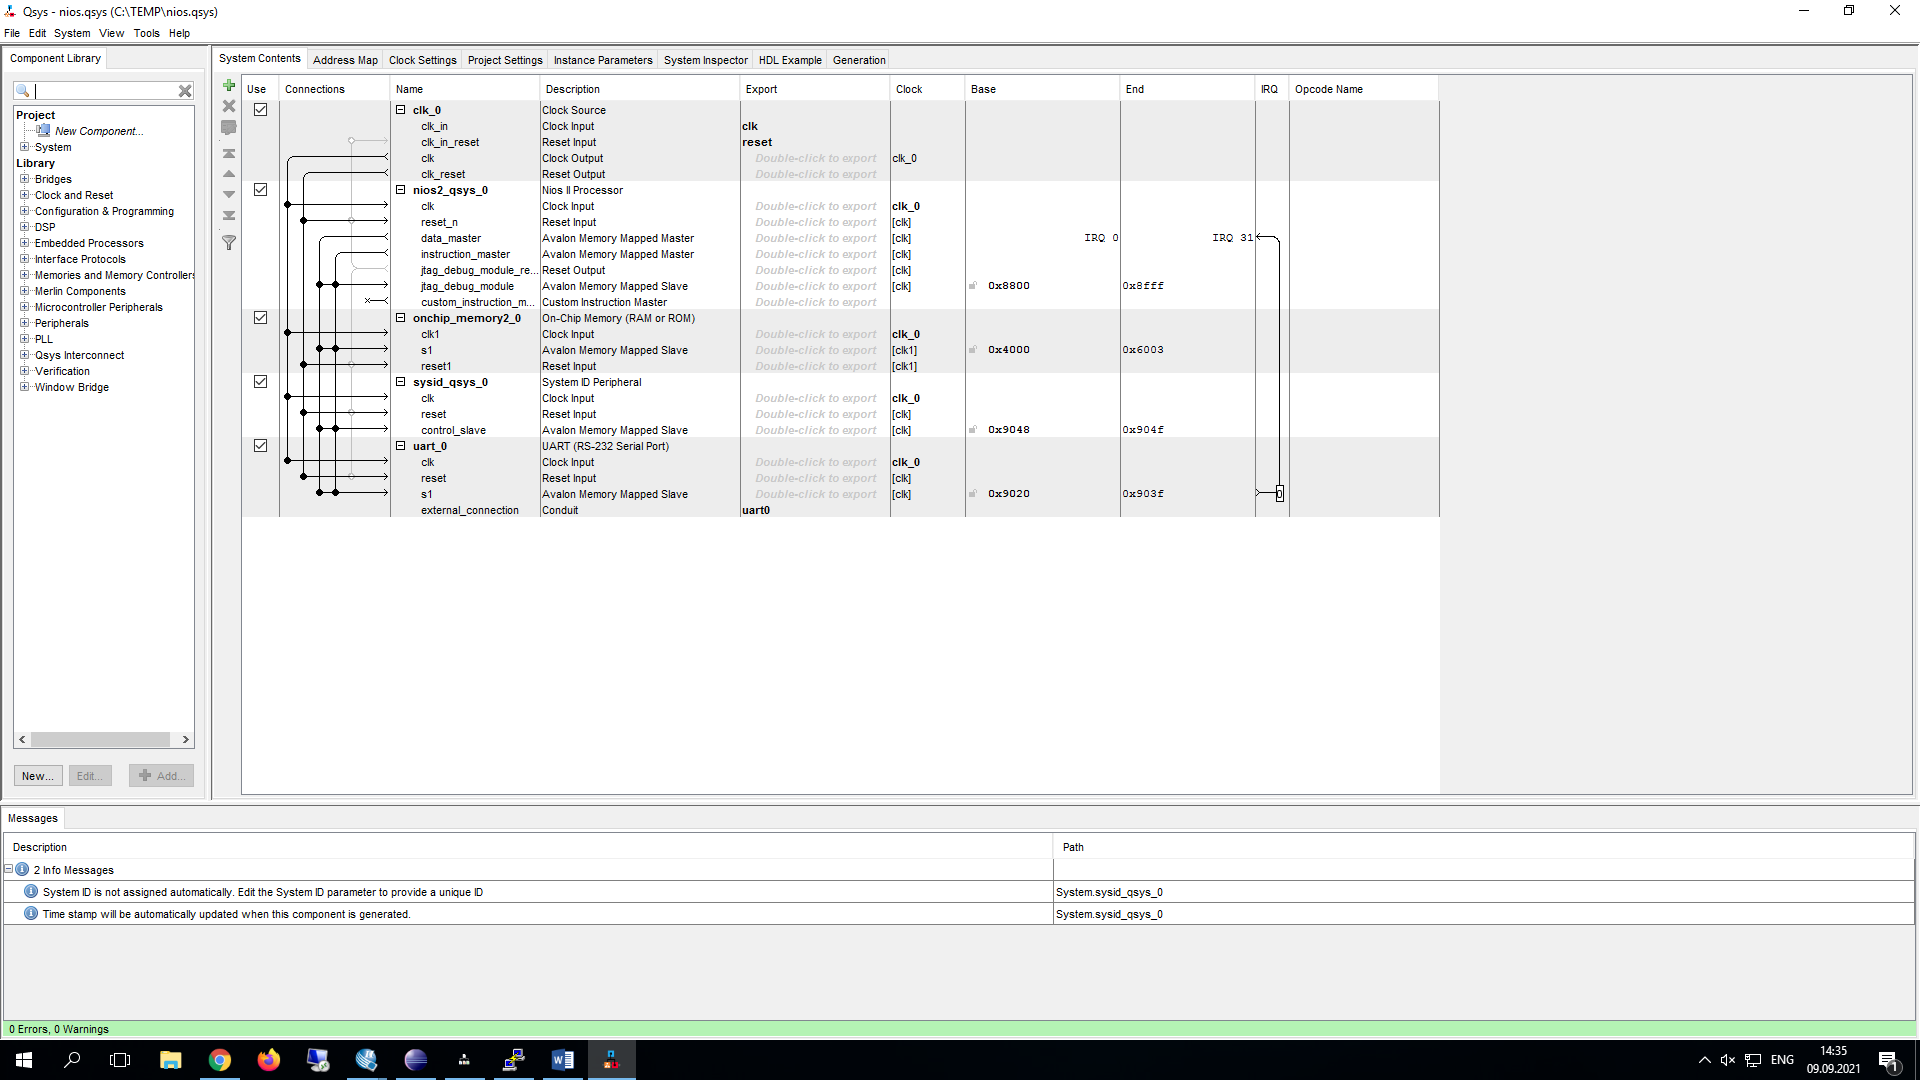 Qsys - nios.qsys (C:\TEMP\nios.qsys)
File Edit System View Tools Help
Component Library
Project
New Component...
System
Library
Bridges
Clock and Reset
Configuration & Programming
DSP
Embedded Processors
Interface Protocols
Memories and Memory Controllers
Merlin Components
Microcontroller Peripherals
Peripherals
PLL
Qsys Interconnect
Verification
Window Bridge
New... Edit... Add...
System Contents Address Map Clock Settings Project Settings Instance Parameters System Inspector HDL Example Generation
Use Connections Name Description Export Clock Base End IRQ Opcode Name
clk_0 Clock Source
clk_in Clock Input clk
clk_in_reset Reset Input reset
clk Clock Output Double-click to export clk_0
clk_reset Reset Output Double-click to export
nios2_qsys_0 Nios II Processor
clk Clock Input Double-click to export clk_0
reset_n Reset Input Double-click to export [clk]
data_master Avalon Memory Mapped Master Double-click to export [clk] IRQ 0 IRQ 31
instruction_master Avalon Memory Mapped Master Double-click to export [clk]
jtag_debug_module_re... Reset Output Double-click to export [clk]
jtag_debug_module Avalon Memory Mapped Slave Double-click to export [clk] 0x8800 0x8fff
custom_instruction_m... Custom Instruction Master Double-click to export
onchip_memory2_0 On-Chip Memory (RAM or ROM)
clk1 Clock Input Double-click to export clk_0
s1 Avalon Memory Mapped Slave Double-click to export [clk1] 0x4000 0x6003
reset1 Reset Input Double-click to export [clk1]
sysid_qsys_0 System ID Peripheral
clk Clock Input Double-click to export clk_0
reset Reset Input Double-click to export [clk]
control_slave Avalon Memory Mapped Slave Double-click to export [clk] 0x9048 0x904f
uart_0 UART (RS-232 Serial Port)
clk Clock Input Double-click to export clk_0
reset Reset Input Double-click to export [clk]
s1 Avalon Memory Mapped Slave Double-click to export [clk] 0x9020 0x903f 0
external_connection Conduit uart0
Messages
Description Path
2 Info Messages
System ID is not assigned automatically. Edit the System ID parameter to provide a unique ID System.sysid_qsys_0
Time stamp will be automatically updated when this component is generated. System.sysid_qsys_0
0 Errors, 0 Warnings
ENG
14:35
09.09.2021
1